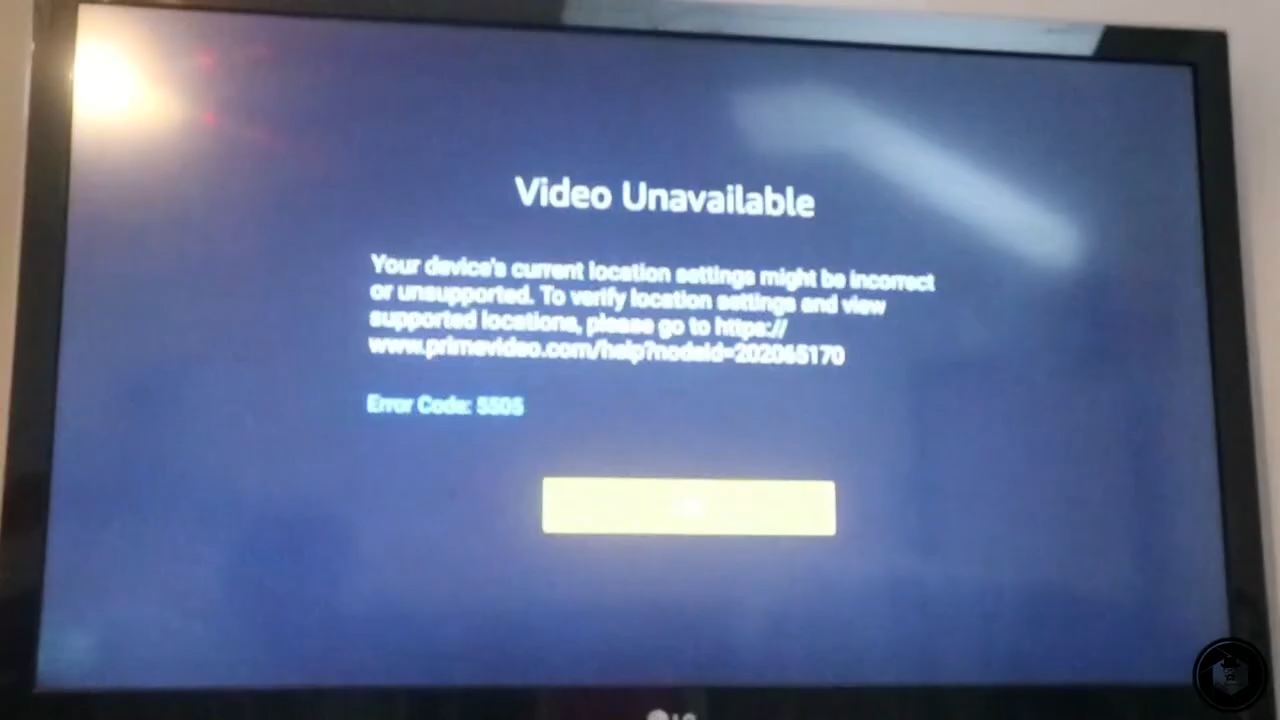 Video Unavailable
Your device's current location settings might be incorrect
or unsupported. To verify location settings and view
supported locations, please go to https://
www.primevideo.com/help?nodeId=202065170
Error Code: 5505
LG